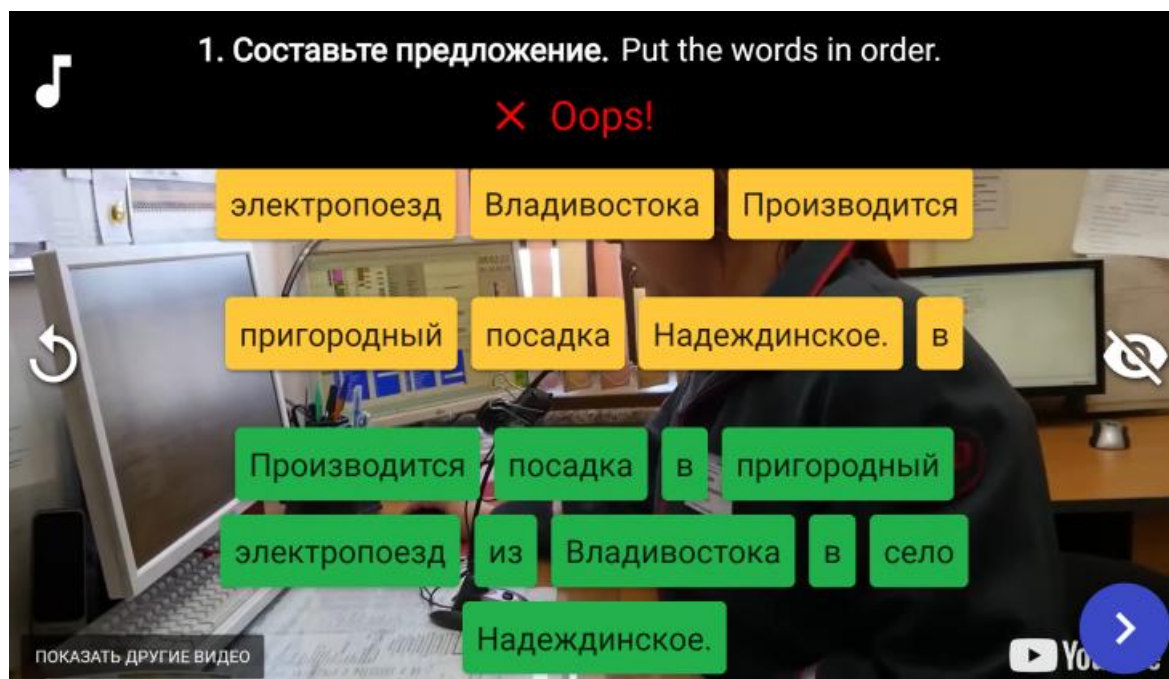 1. Составьте предложение. Put the words in order.
× Oops!
электропоезд Владивостока Производится
пригородный посадка Надеждинское. в
Производится посадка в пригородный
электропоезд из Владивостока в село
Надеждинское.
ПОКАЗАТЬ ДРУГИЕ ВИДЕО